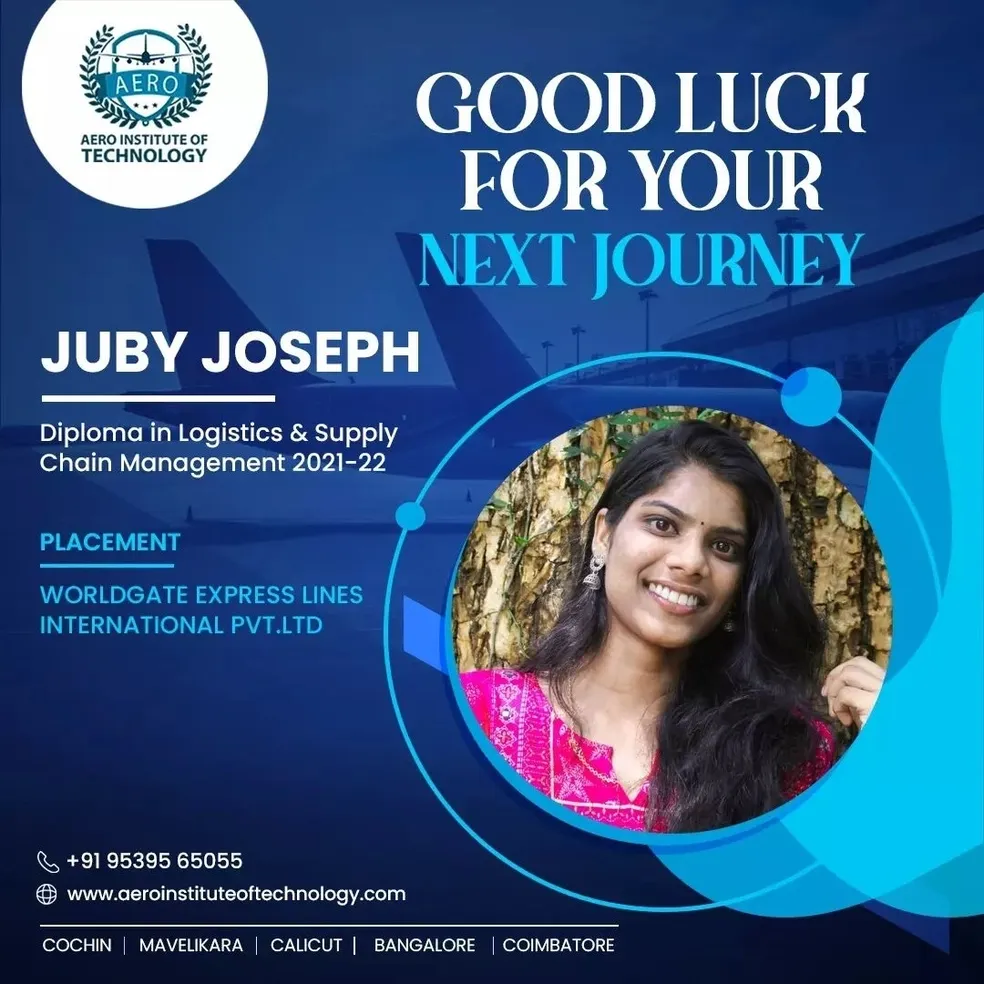 AERO
AERO INSTITUTE OF
TECHNOLOGY
GOOD LUCK
FOR YOUR
NEXT JOURNEY
JUBY JOSEPH
Diploma in Logistics & Supply
Chain Management 2021-22
PLACEMENT
WORLDGATE EXPRESS LINES
INTERNATIONAL PVT.LTD
+91 95395 65055
www.aeroinstituteoftechnology.com
COCHIN | MAVELIKARA | CALICUT | BANGALORE | COIMBATORE